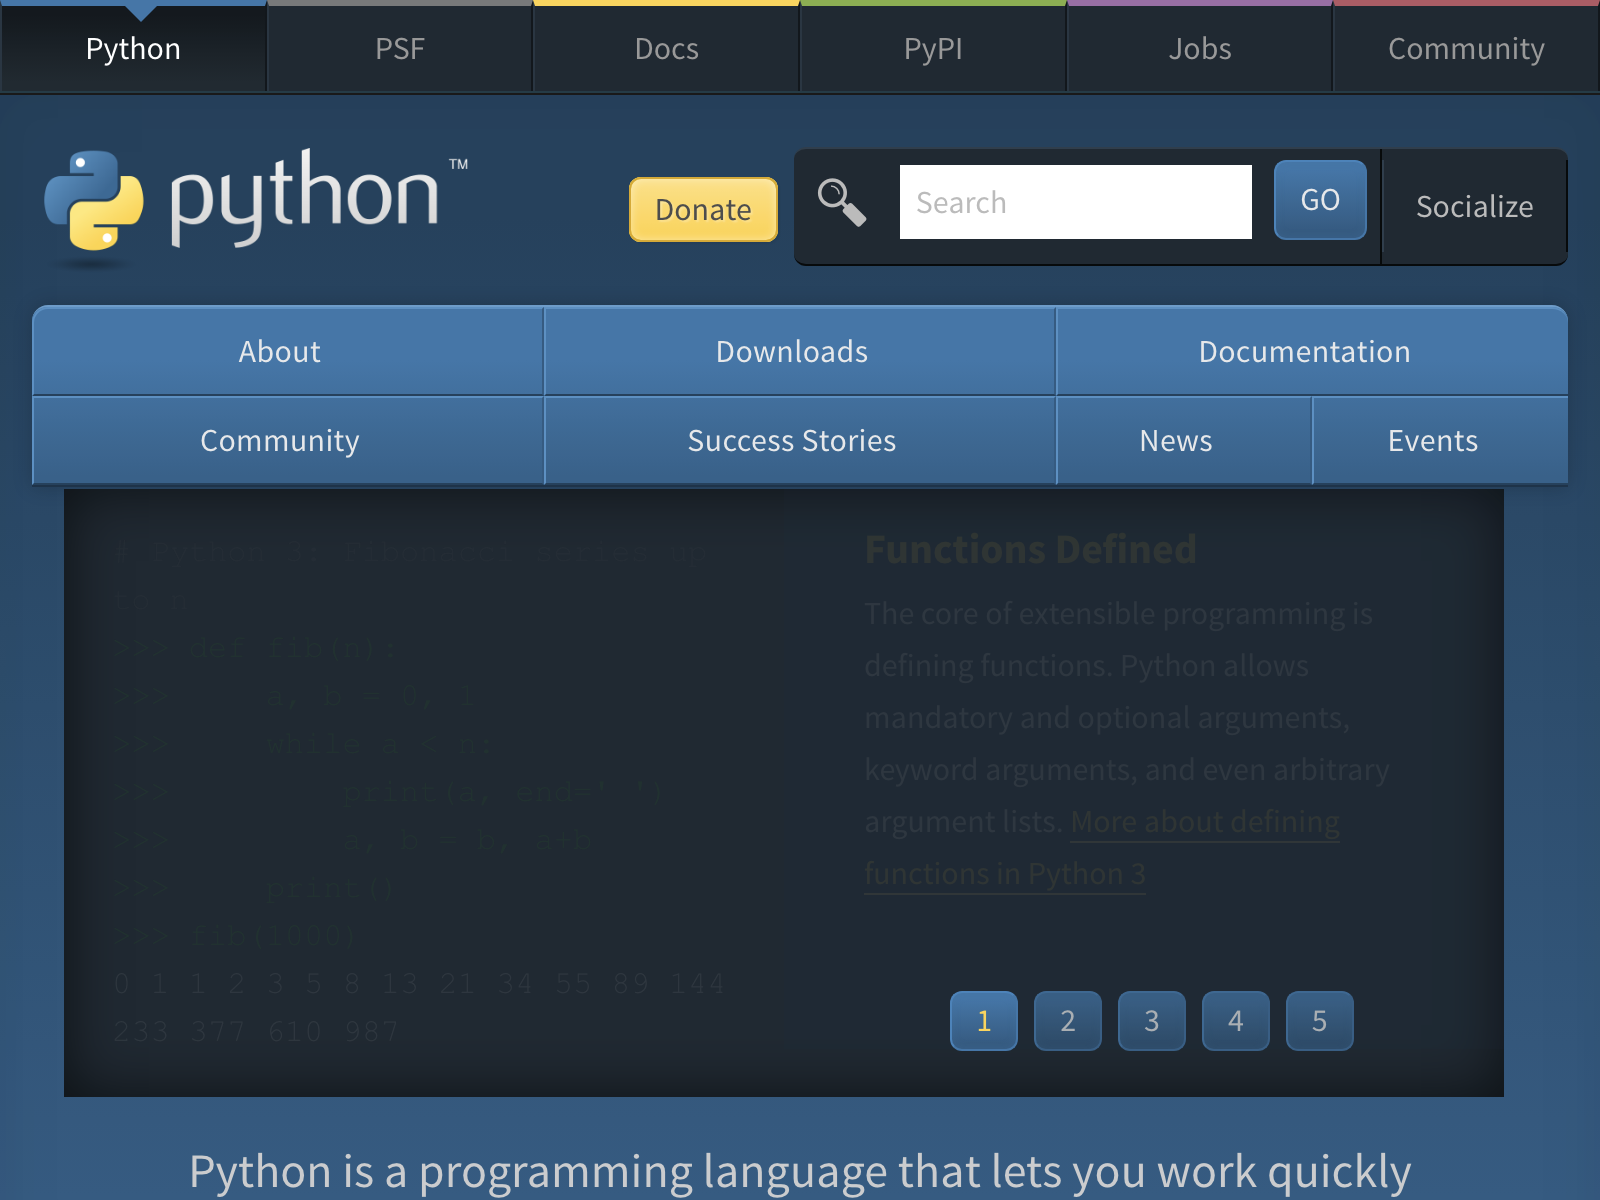 Python
PSF
Docs
PyPI
Jobs
Community
python™
Donate
Search
GO
Socialize
About
Downloads
Documentation
Community
Success Stories
News
Events
# Python 3: Fibonacci series up
to n
>>> def fib(n):
>>>     a, b = 0, 1
>>>     while a < n:
>>>         print(a, end=' ')
>>>         a, b = b, a+b
>>>     print()
>>> fib(1000)
0 1 1 2 3 5 8 13 21 34 55 89 144
233 377 610 987
Functions Defined
The core of extensible programming is
defining functions. Python allows
mandatory and optional arguments,
keyword arguments, and even arbitrary
argument lists. More about defining
functions in Python 3
1
2
3
4
5
Python is a programming language that lets you work quickly